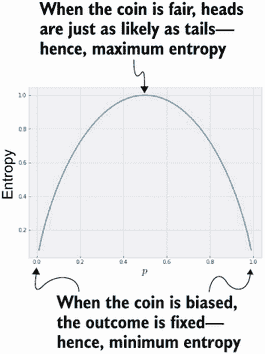 When the coin is fair, heads
are just as likely as tails—
hence, maximum entropy
1.0
0.8
0.6
0.4
0.2
Entropy
0.0 0.2 0.4 0.6 0.8 1.0
p
When the coin is biased,
the outcome is fixed—
hence, minimum entropy